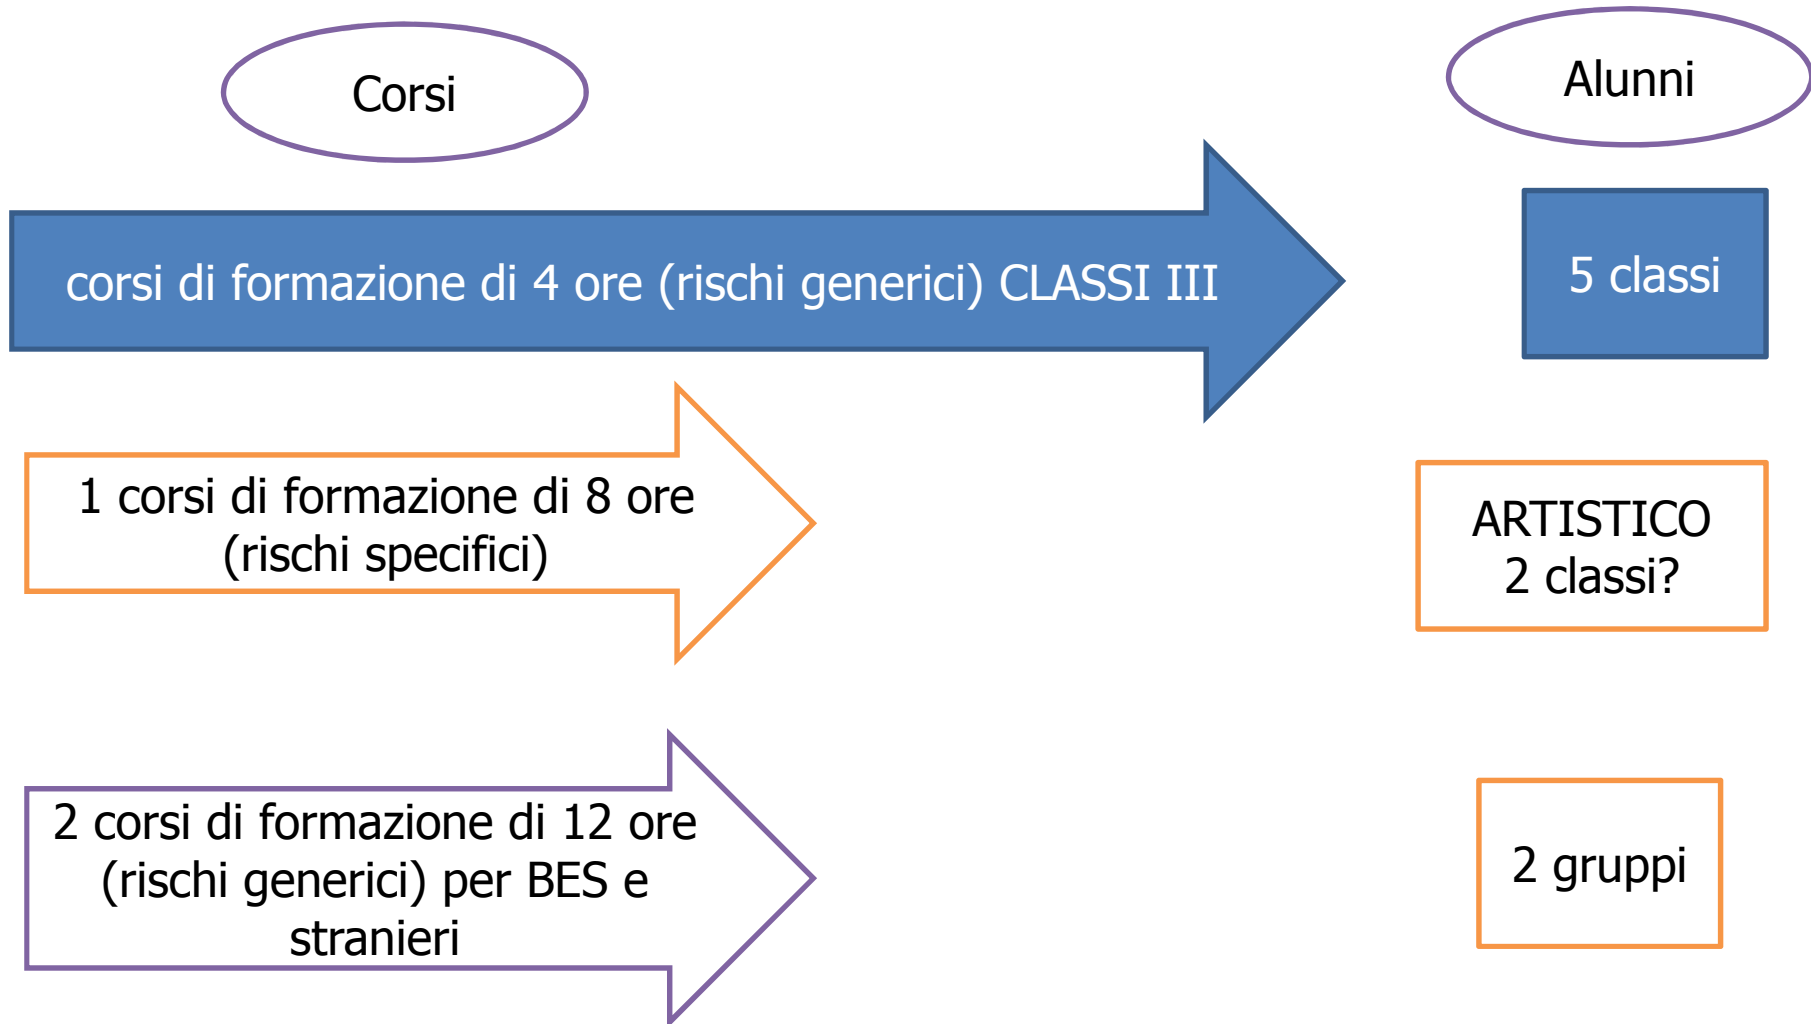 Corsi
Alunni
corsi di formazione di 4 ore (rischi generici) CLASSI III
5 classi
1 corsi di formazione di 8 ore
(rischi specifici)
ARTISTICO
2 classi?
2 corsi di formazione di 12 ore
(rischi generici) per BES e
stranieri
2 gruppi